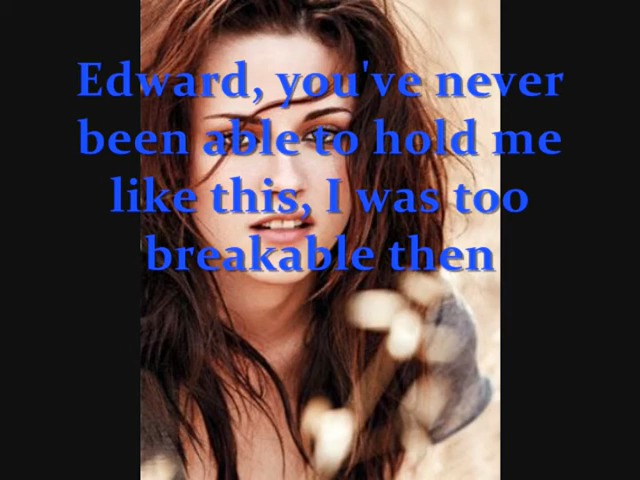 Edward, you've never
been able to hold me
like this, I was too
breakable then